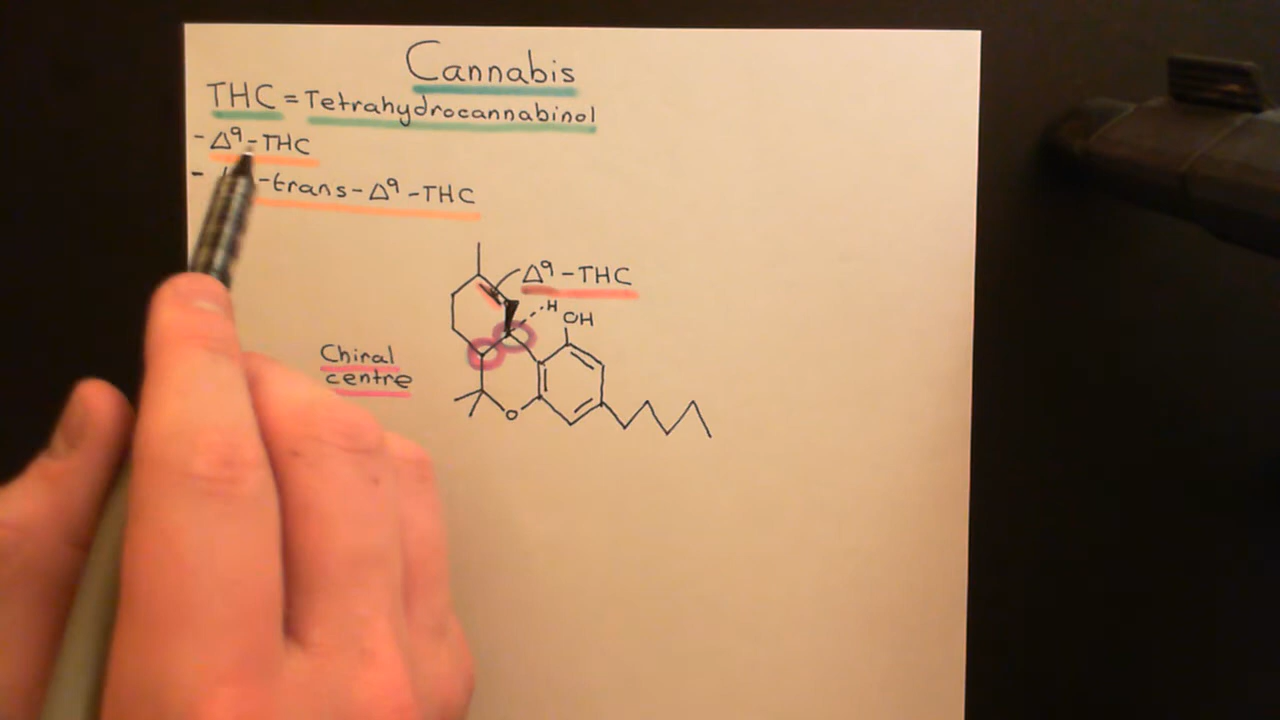 Cannabis
THC = Tetrahydrocannabinol
- Δ⁹-THC
- -trans-Δ⁹-THC
Δ⁹-THC
H
OH
Chiral
centre
O